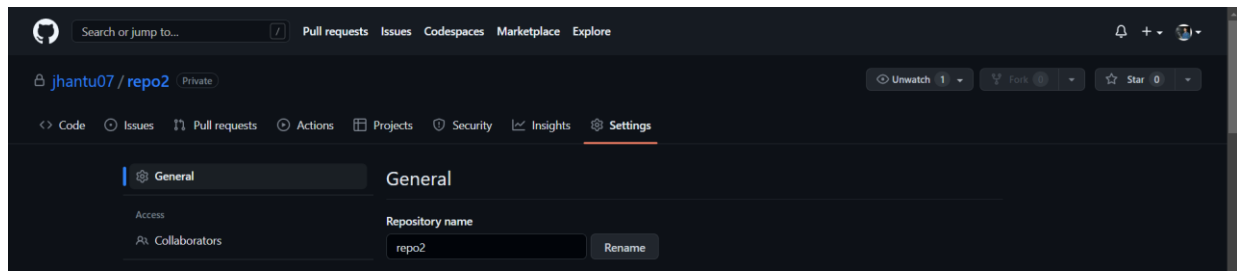 Search or jump to... / Pull requests Issues Codespaces Marketplace Explore
jhantu07 / repo2 Private Unwatch 1 Fork 0 Star 0
Code Issues Pull requests Actions Projects Security Insights Settings
General General
Access
Repository name
Collaborators
repo2 Rename